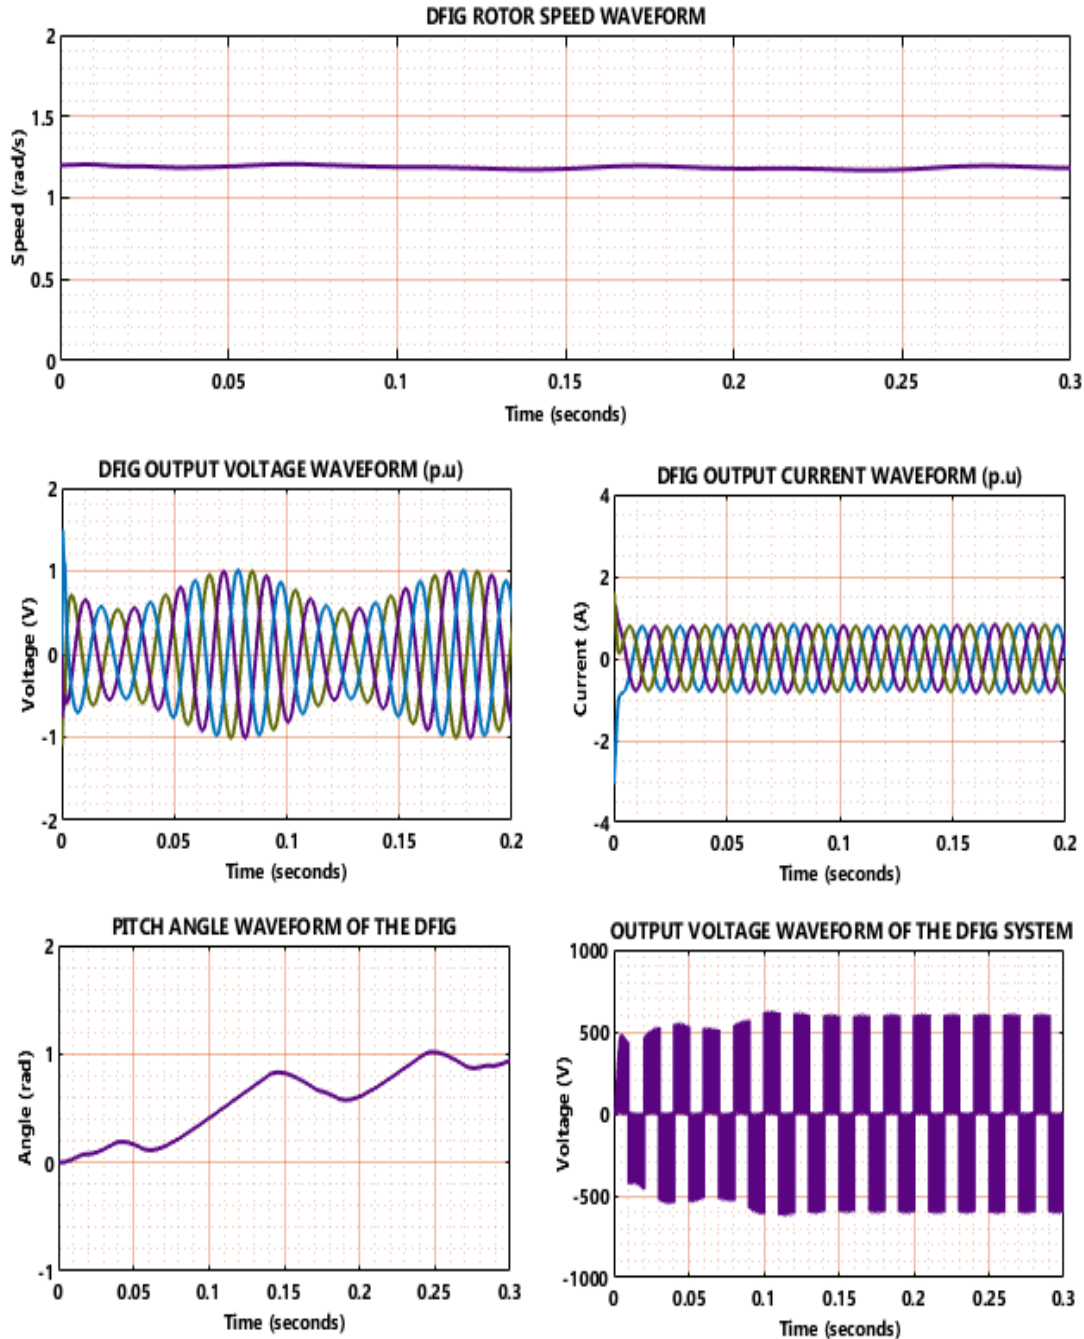 DFIG ROTOR SPEED WAVEFORM
2
1.5
1
0.5
0
Speed (rad/s)
0 0.05 0.1 0.15 0.2 0.25 0.3
Time (seconds)
DFIG OUTPUT VOLTAGE WAVEFORM (p.u)
2
1
0
-1
-2
Voltage (V)
0 0.05 0.1 0.15 0.2
Time (seconds)
DFIG OUTPUT CURRENT WAVEFORM (p.u)
4
2
0
-2
-4
Current (A)
0 0.05 0.1 0.15 0.2
Time (seconds)
PITCH ANGLE WAVEFORM OF THE DFIG
2
1
0
-1
Angle (rad)
0 0.05 0.1 0.15 0.2 0.25 0.3
Time (seconds)
OUTPUT VOLTAGE WAVEFORM OF THE DFIG SYSTEM
1000
500
0
-500
-1000
Voltage (V)
0 0.05 0.1 0.15 0.2 0.25 0.3
Time (seconds)